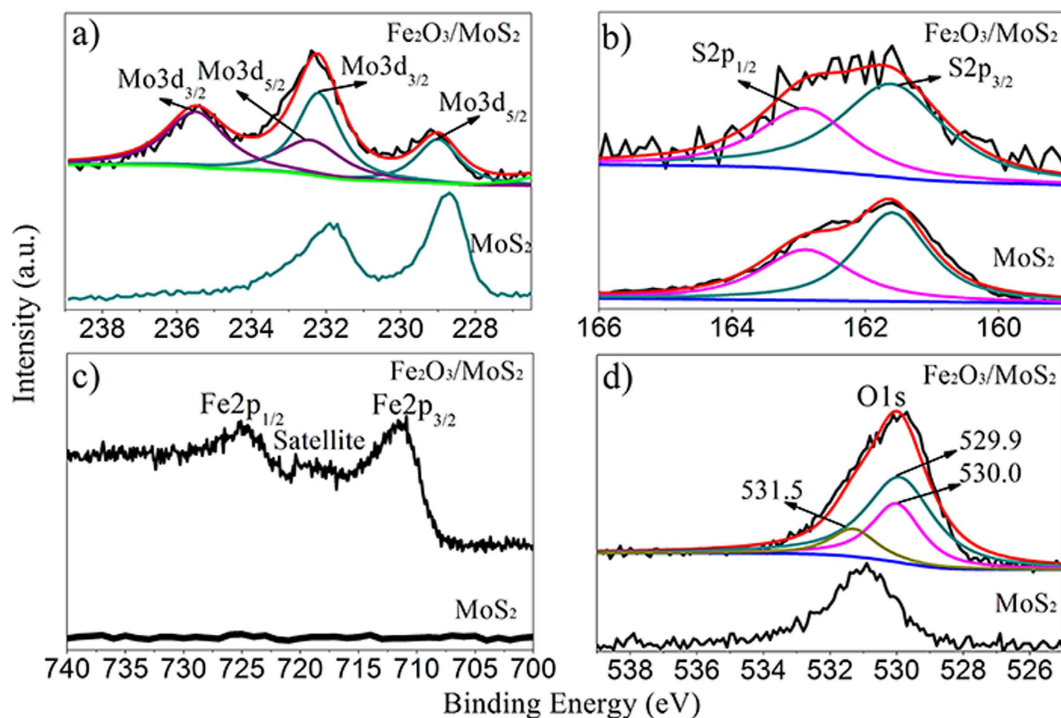 a)
Fe₂O₃/MoS₂
Mo3d₃/₂
Mo3d₅/₂
Mo3d₃/₂
Mo3d₅/₂
MoS₂
238 236 234 232 230 228
b)
Fe₂O₃/MoS₂
S2p₁/₂
S2p₃/₂
MoS₂
166 164 162 160
c)
Fe₂O₃/MoS₂
Fe2p₁/₂
Satellite
Fe2p₃/₂
MoS₂
740 735 730 725 720 715 710 705 700
d)
Fe₂O₃/MoS₂
O1s
529.9
530.0
531.5
MoS₂
538 536 534 532 530 528 526
Intensity (a.u.)
Binding Energy (eV)